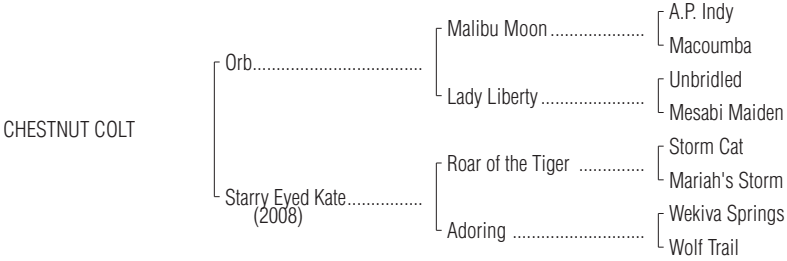 A.P. Indy
Malibu Moon ....................
Macoumba
Orb...................................
Unbridled
Lady Liberty ......................
Mesabi Maiden
CHESTNUT COLT
Storm Cat
Roar of the Tiger ..............
Mariah's Storm
Starry Eyed Kate................
(2008)
Wekiva Springs
Adoring ............................
Wolf Trail